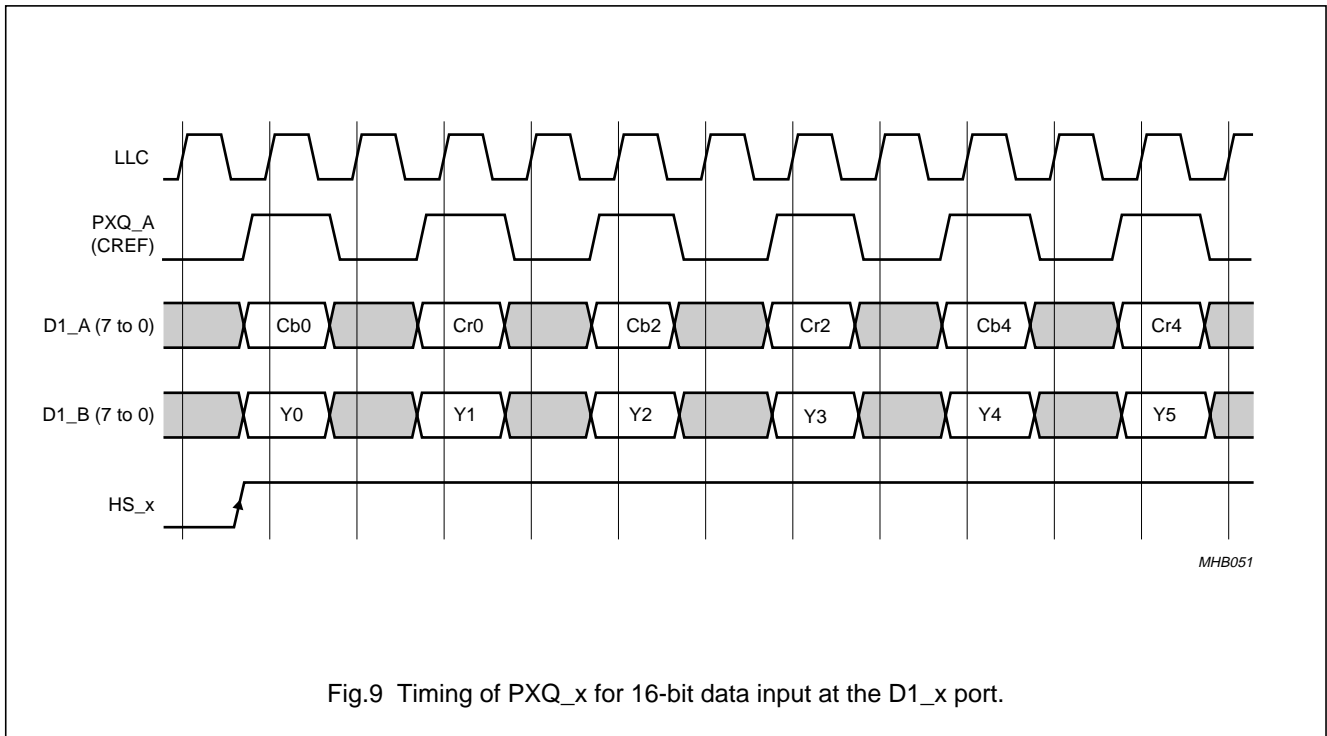 LLC
PXQ_A
(CREF)
D1_A (7 to 0) Cb0 Cr0 Cb2 Cr2 Cb4 Cr4
D1_B (7 to 0) Y0 Y1 Y2 Y3 Y4 Y5
HS_x
MHB051
Fig.9 Timing of PXQ_x for 16-bit data input at the D1_x port.